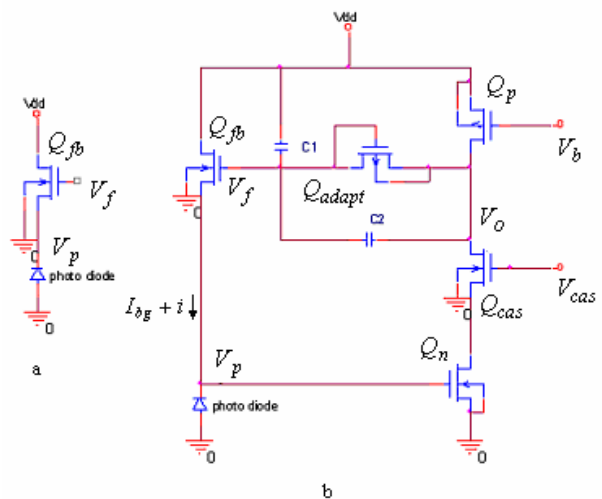 Vdd
Q_p
Vdd
Q_fb
Q_fb
C1
V_b
V_f
V_f
Q_adapt
V_O
0
0
C2
V_p
photo diode
V_cas
0
Q_cas
I_bg + i
Q_n
0
V_p
a
photo diode
0
0
b